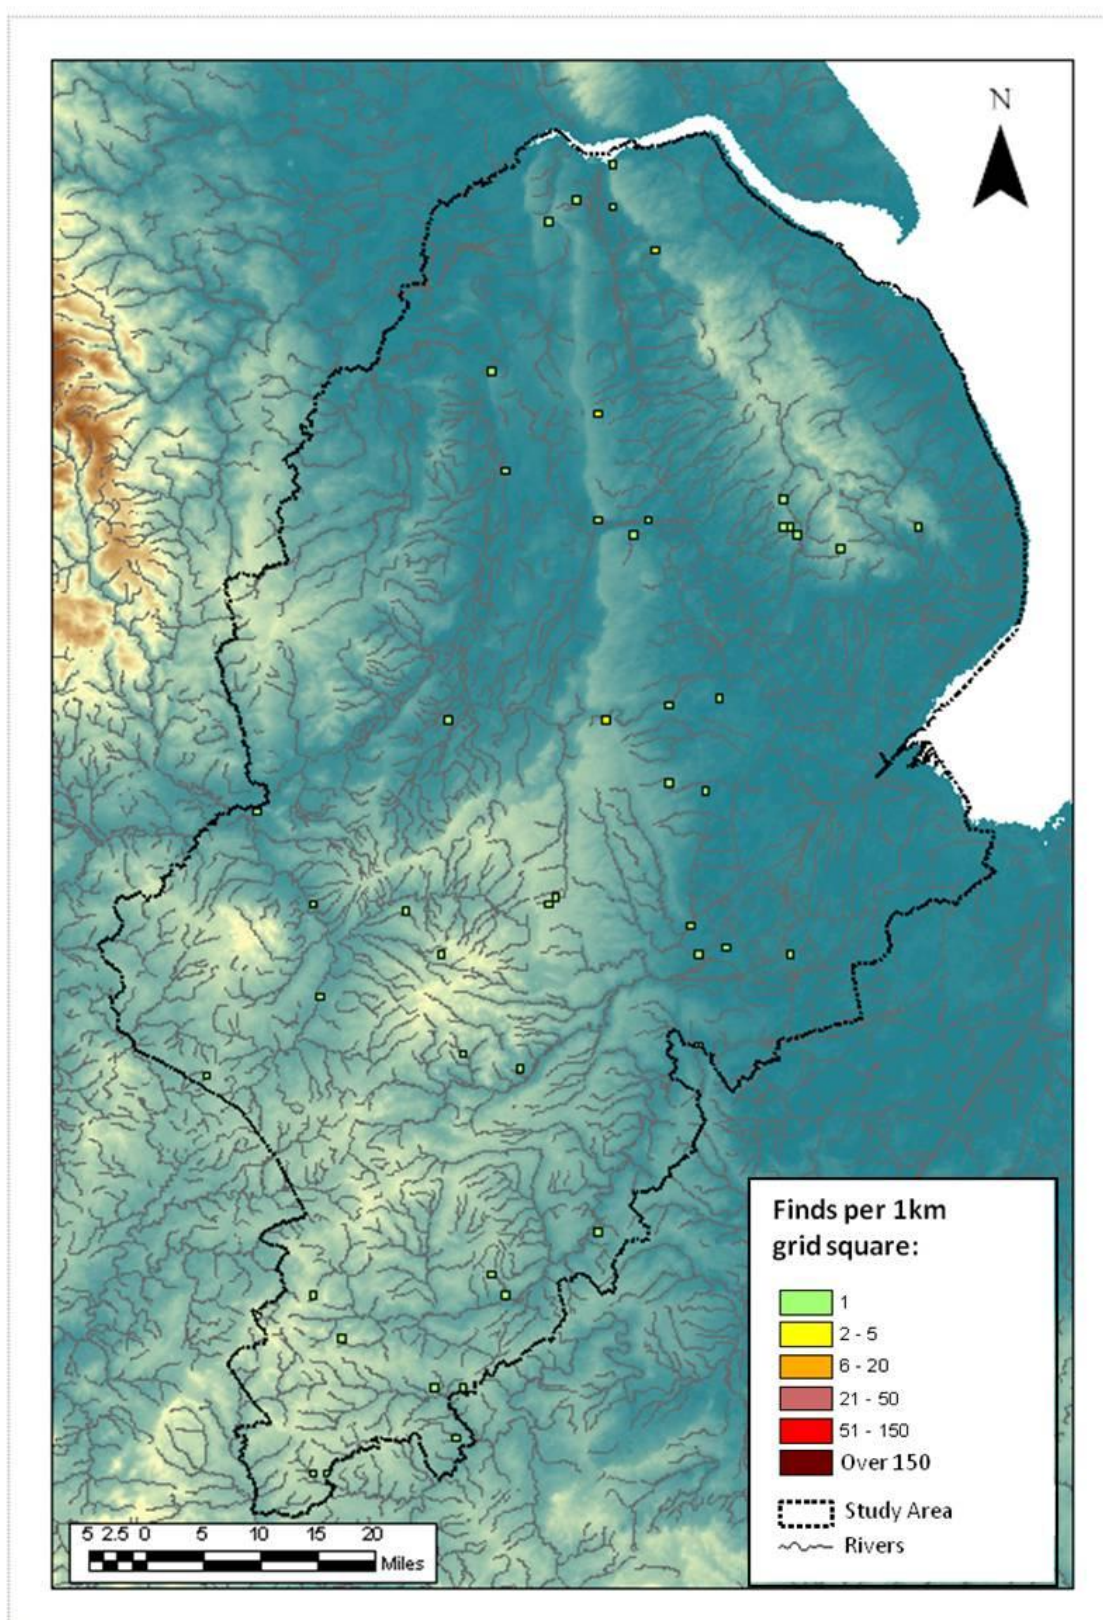 N
Finds per 1km
grid square:
1
2 - 5
6 - 20
21 - 50
51 - 150
Over 150
Study Area
Rivers
5 2.5 0 5 10 15 20
Miles